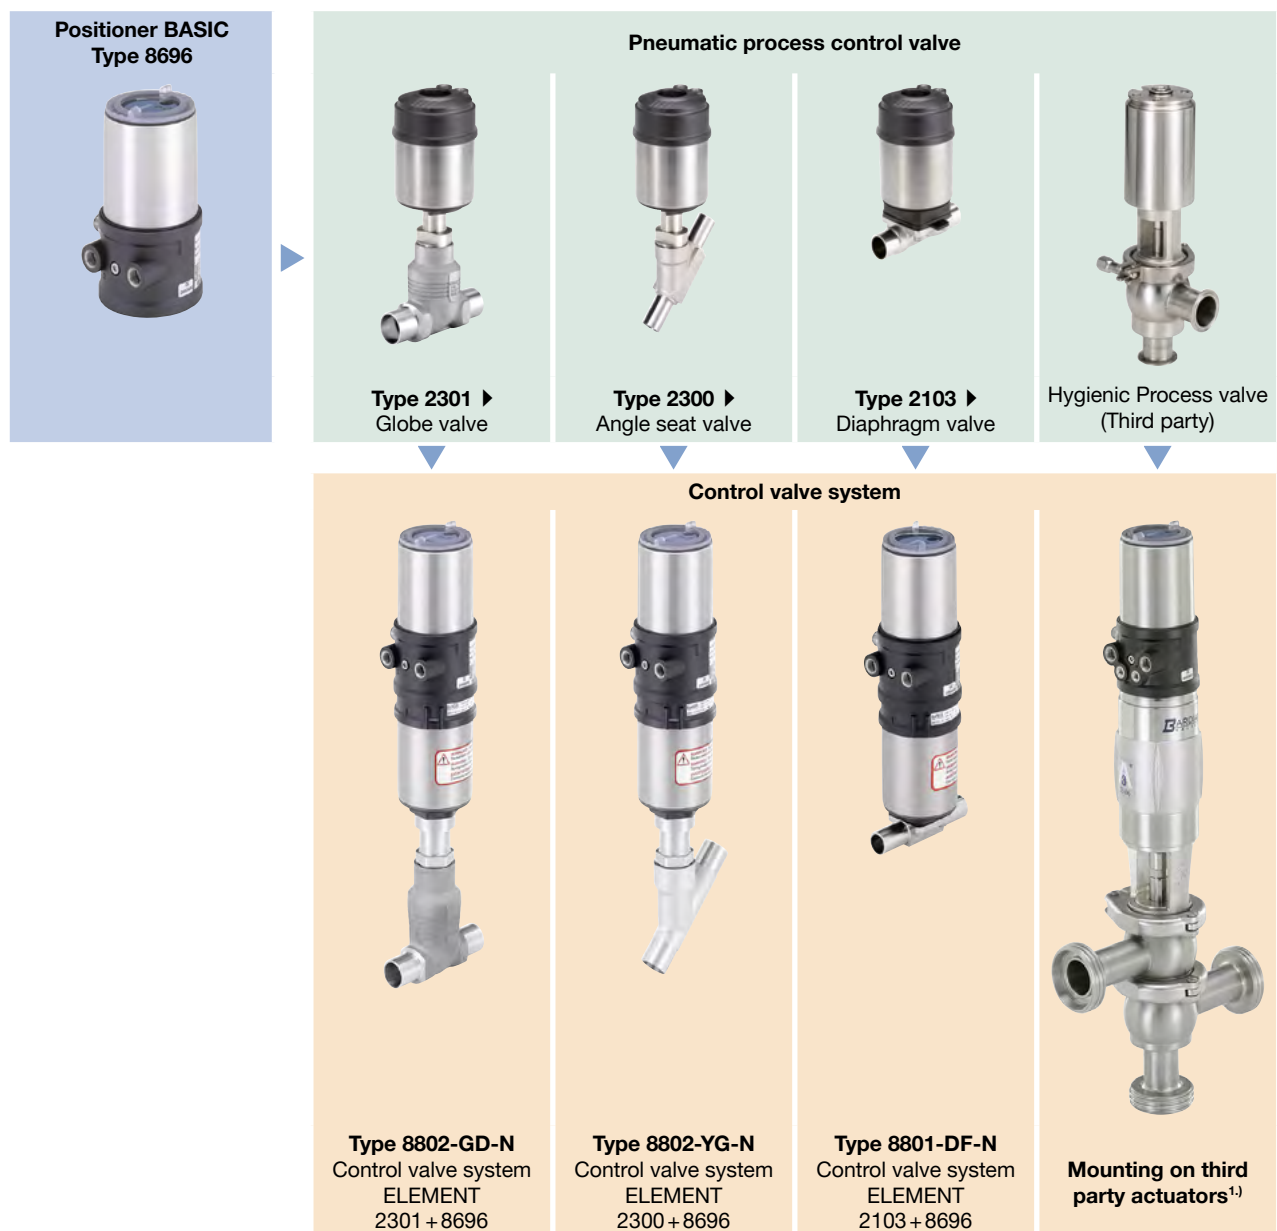 Positioner BASIC
Type 8696
Pneumatic process control valve
Type 2301
Globe valve
Type 2300
Angle seat valve
Type 2103
Diaphragm valve
Hygienic Process valve
(Third party)
Control valve system
Type 8802-GD-N
Control valve system
ELEMENT
2301 + 8696
Type 8802-YG-N
Control valve system
ELEMENT
2300 + 8696
Type 8801-DF-N
Control valve system
ELEMENT
2103 + 8696
Mounting on third
party actuators1.)